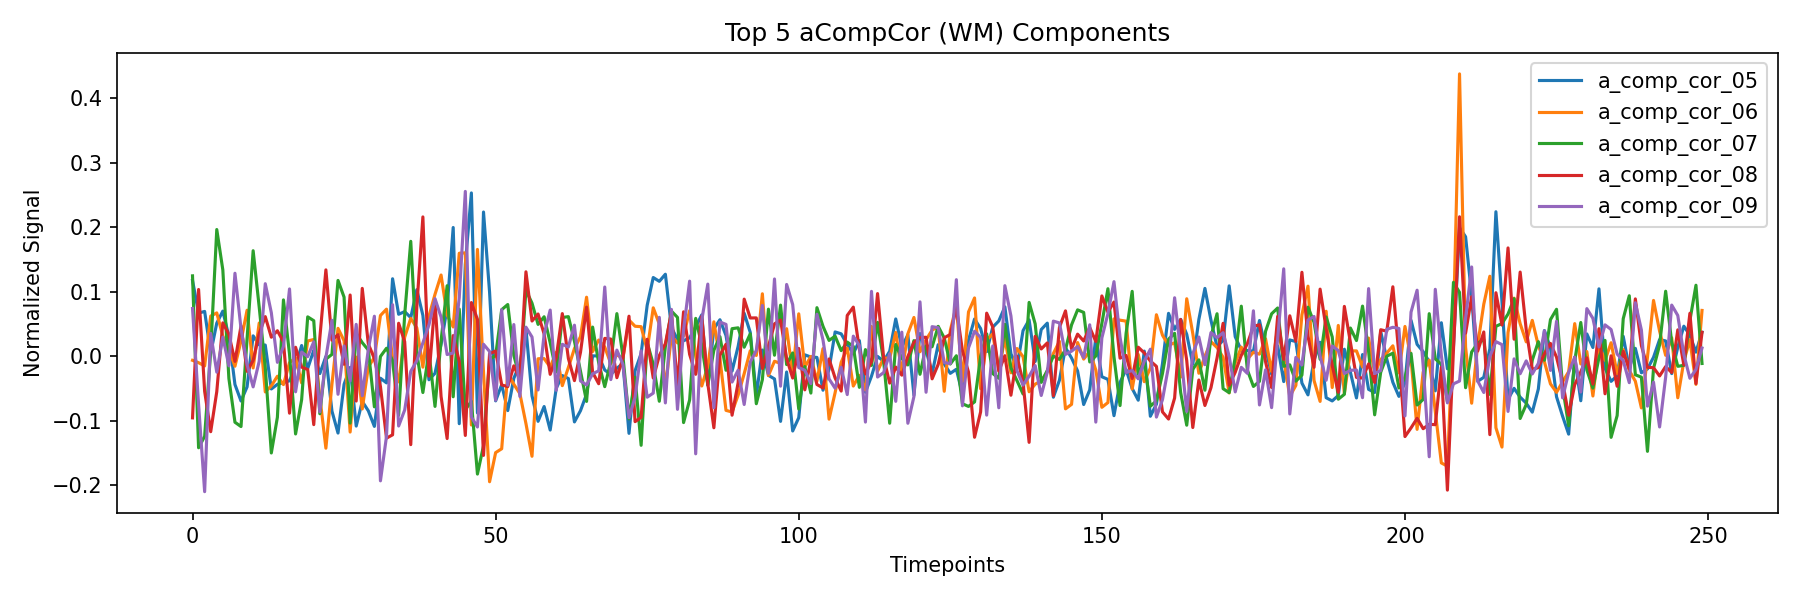 Top 5 aCompCor (WM) Components
Normalized Signal
0.4
0.3
0.2
0.1
0.0
−0.1
−0.2
a_comp_cor_05
a_comp_cor_06
a_comp_cor_07
a_comp_cor_08
a_comp_cor_09
0 50 100 150 200 250
Timepoints